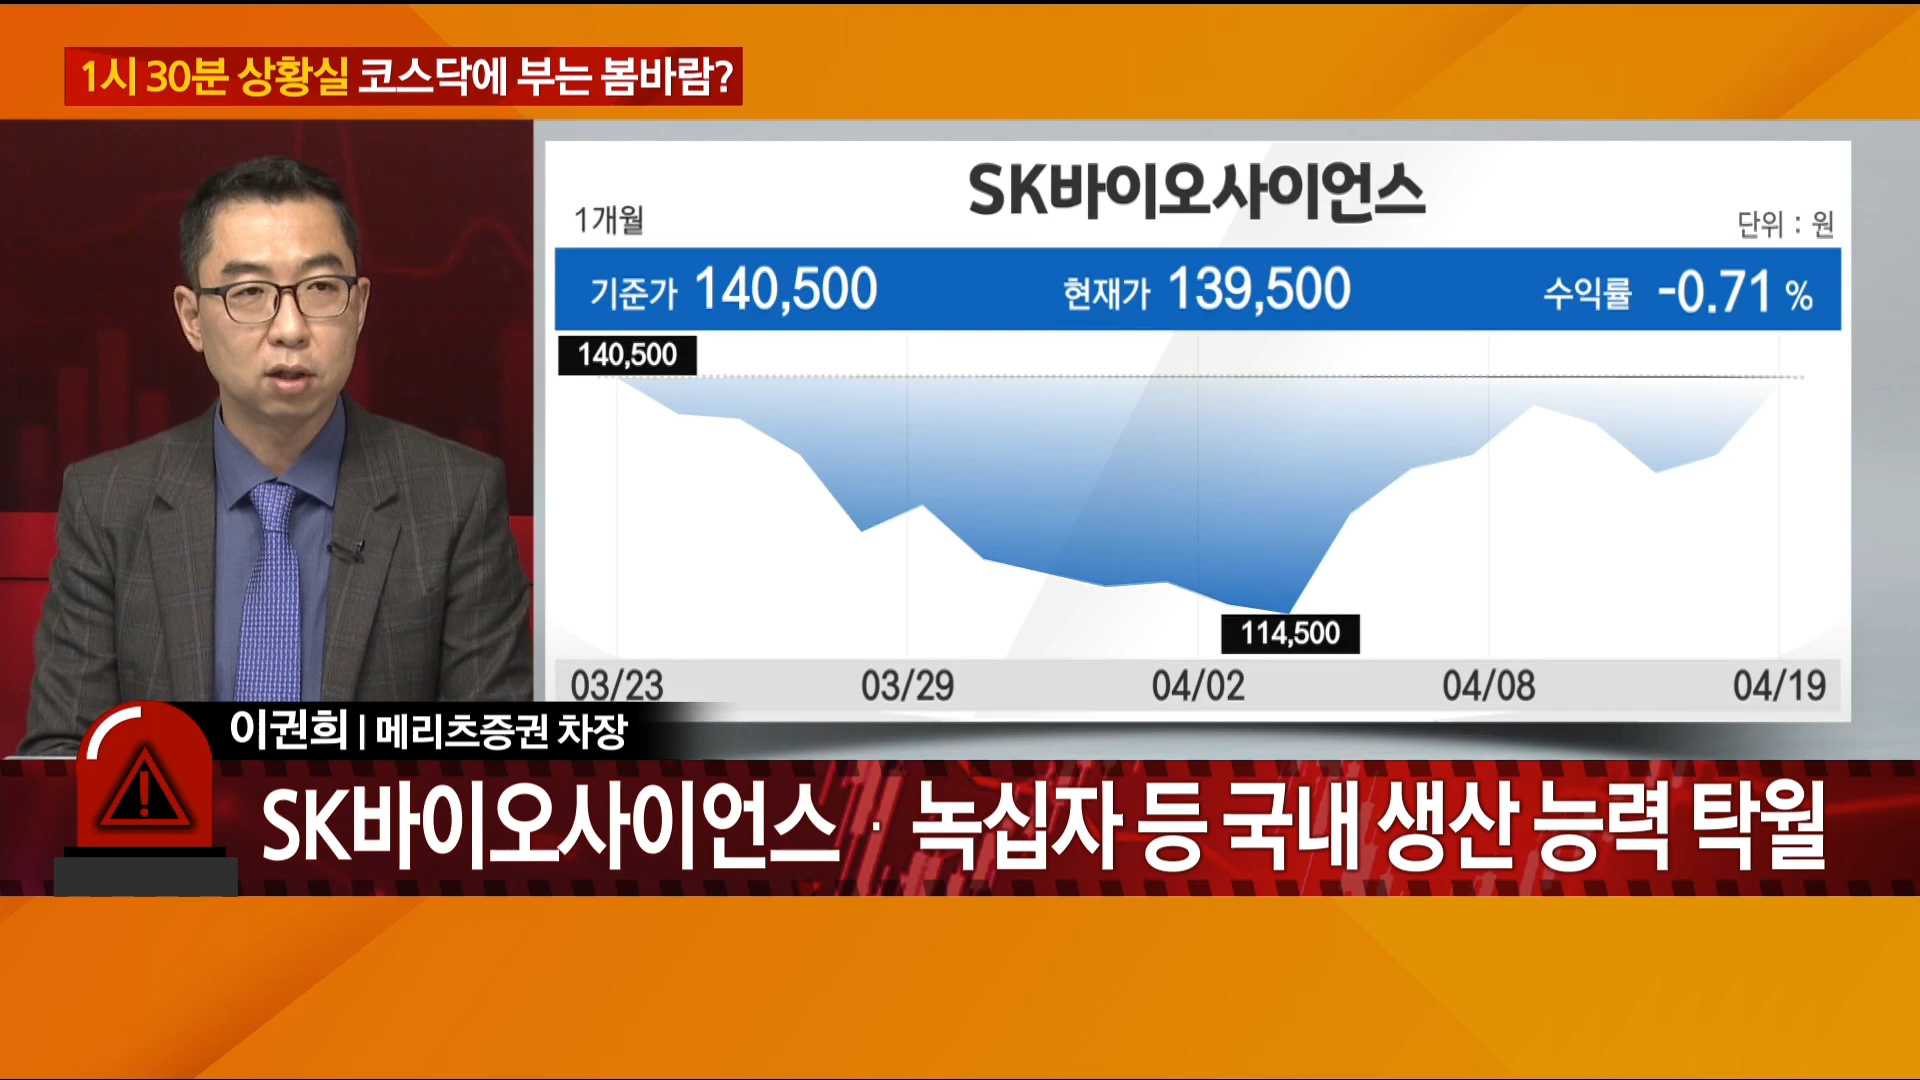 1시 30분 상황실 코스닥에 부는 봄바람?
SK바이오사이언스
1개월
단위 : 원
기준가 140,500 현재가 139,500 수익률 -0.71 %
140,500
114,500
03/23 03/29 04/02 04/08 04/19
이권희 | 메리츠증권 차장
SK바이오사이언스 · 녹십자 등 국내 생산 능력 탁월